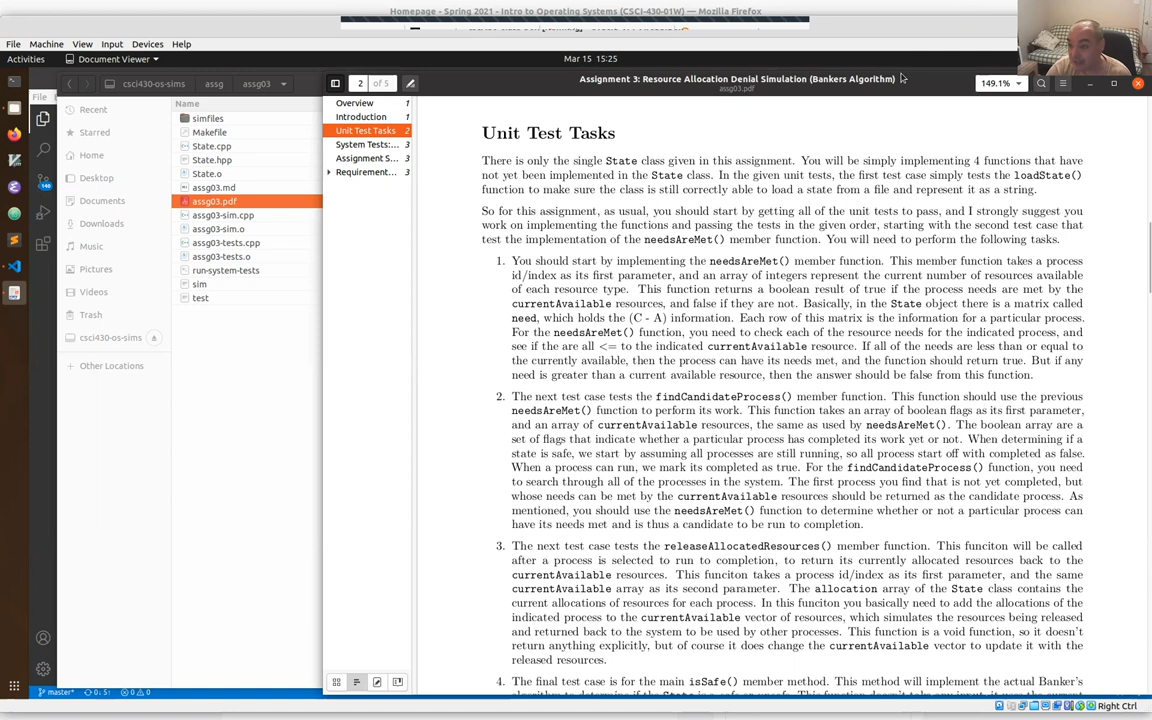 Homepage - Spring 2021 - Intro to Operating Systems (CSCI-430-01W) — Mozilla Firefox
File Machine View Input Devices Help
Activities Document Viewer Mar 15 15:25
csci430-os-sims assg assg03
2 of 5
Assignment 3: Resource Allocation Denial Simulation (Bankers Algorithm)
assg03.pdf
149.1%
File
Recent
Starred
Home
Desktop
Documents
Downloads
Music
Pictures
Videos
Trash
csci430-os-sims
Other Locations
140
Name
simfiles
Makefile
State.cpp
State.hpp
State.o
assg03.md
assg03.pdf
assg03-sim.cpp
assg03-sim.o
assg03-tests.cpp
assg03-tests.o
run-system-tests
sim
test
Overview 1
Introduction 1
Unit Test Tasks 2
System Tests:... 3
Assignment S... 3
Requirement... 3
Unit Test Tasks
There is only the single State class given in this assignment. You will be simply implementing 4 functions that have
not yet been implemented in the State class. In the given unit tests, the first test case simply tests the loadState()
function to make sure the class is still correctly able to load a state from a file and represent it as a string.
So for this assignment, as usual, you should start by getting all of the unit tests to pass, and I strongly suggest you
work on implementing the functions and passing the tests in the given order, starting with the second test case that
test the implementation of the needsAreMet() member function. You will need to perform the following tasks.
1. You should start by implementing the needsAreMet() member function. This member function takes a process
id/index as its first parameter, and an array of integers represent the current number of resources available
of each resource type. This function returns a boolean result of true if the process needs are met by the
currentAvailable resources, and false if they are not. Basically, in the State object there is a matrix called
need, which holds the (C - A) information. Each row of this matrix is the information for a particular process.
For the needsAreMet() function, you need to check each of the resource needs for the indicated process, and
see if the are all <= to the indicated currentAvailable resource. If all of the needs are less than or equal to
the currently available, then the process can have its needs met, and the function should return true. But if any
need is greater than a current available resource, then the answer should be false from this function.
2. The next test case tests the findCandidateProcess() member function. This function should use the previous
needsAreMet() function to perform its work. This function takes an array of boolean flags as its first parameter,
and an array of currentAvailable resources, the same as used by needsAreMet(). The boolean array are a
set of flags that indicate whether a particular process has completed its work yet or not. When determining if a
state is safe, we start by assuming all processes are still running, so all process start off with completed as false.
When a process can run, we mark its completed as true. For the findCandidateProcess() function, you need
to search through all of the processes in the system. The first process you find that is not yet completed, but
whose needs can be met by the currentAvailable resources should be returned as the candidate process. As
mentioned, you should use the needsAreMet() function to determine whether or not a particular process can
have its needs met and is thus a candidate to be run to completion.
3. The next test case tests the releaseAllocatedResources() member function. This funciton will be called
after a process is selected to run to completion, to return its currently allocated resources back to the
currentAvailable resources. This funciton takes a process id/index as its first parameter, and the same
currentAvailable array as its second parameter. The allocation array of the State class contains the
current allocations of resources for each process. In this funciton you basically need to add the allocations of the
indicated process to the currentAvailable vector of resources, which simulates the resources being released
and returned back to the system to be used by other processes. This function is a void function, so it doesn't
return anything explicitly, but of course it does change the currentAvailable vector to update it with the
released resources.
4. The final test case is for the main isSafe() member method. This method will implement the actual Banker's
master* 0↓ 5↑ 0 0
Right Ctrl